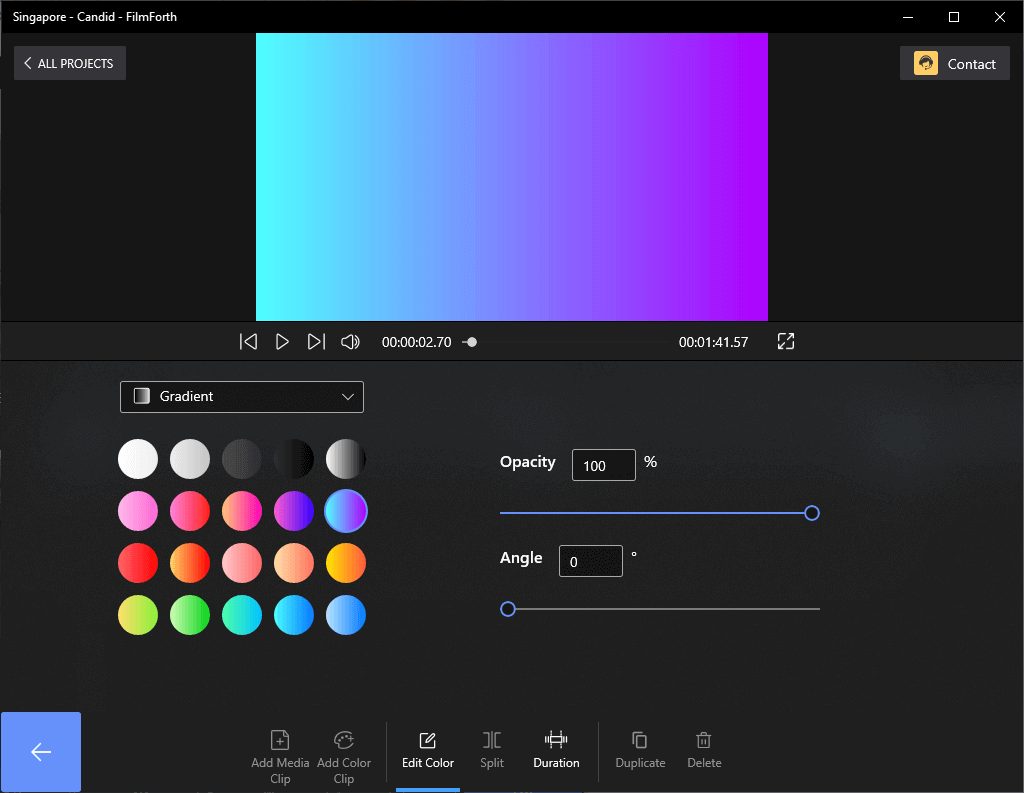 Singapore - Candid - FilmForth
ALL PROJECTS
Contact
00:00:02.70
00:01:41.57
Gradient
Opacity 100 %
Angle 0 °
Add Media Clip
Add Color Clip
Edit Color
Split
Duration
Duplicate
Delete